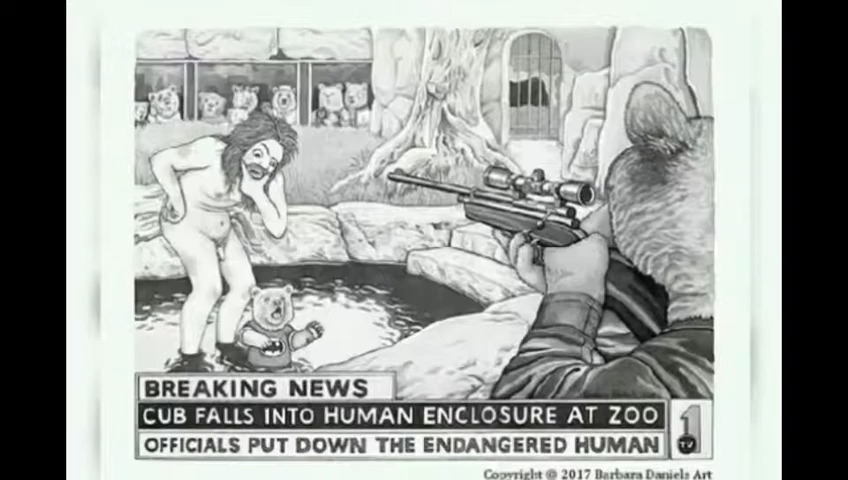 BREAKING NEWS
CUB FALLS INTO HUMAN ENCLOSURE AT ZOO
OFFICIALS PUT DOWN THE ENDANGERED HUMAN
1
TV
Copyright © 2017 Barbara Daniels Art